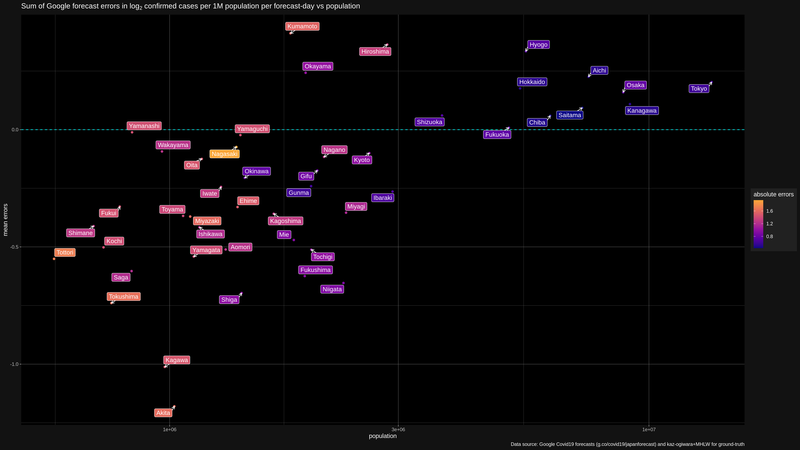 Sum of Google forecast errors in log₂ confirmed cases per 1M population per forecast-day vs population
Kumamoto
Hiroshima
Hyogo
Okayama
Aichi
Hokkaido
Osaka
Tokyo
Kanagawa
Saitama
Shizuoka
Chiba
Yamanashi
Yamaguchi
0.0
Fukuoka
Wakayama
Nagasaki
Nagano
Kyoto
Oita
Okinawa
Gifu
Iwate
Gunma
Ibaraki
Ehime
Toyama
Fukui
Miyagi
Miyazaki
Kagoshima
Shimane
Ishikawa
Mie
Kochi
Aomori
-0.5
Tottori
Yamagata
Tochigi
Fukushima
Saga
Niigata
Tokushima
Shiga
Kagawa
-1.0
Akita
mean errors
absolute errors
1.6
1.2
0.8
1e+06
3e+06
1e+07
population
Data source: Google Covid19 forecasts (g.co/covid19/japanforecast) and kaz-ogiwara+MHLW for ground-truth